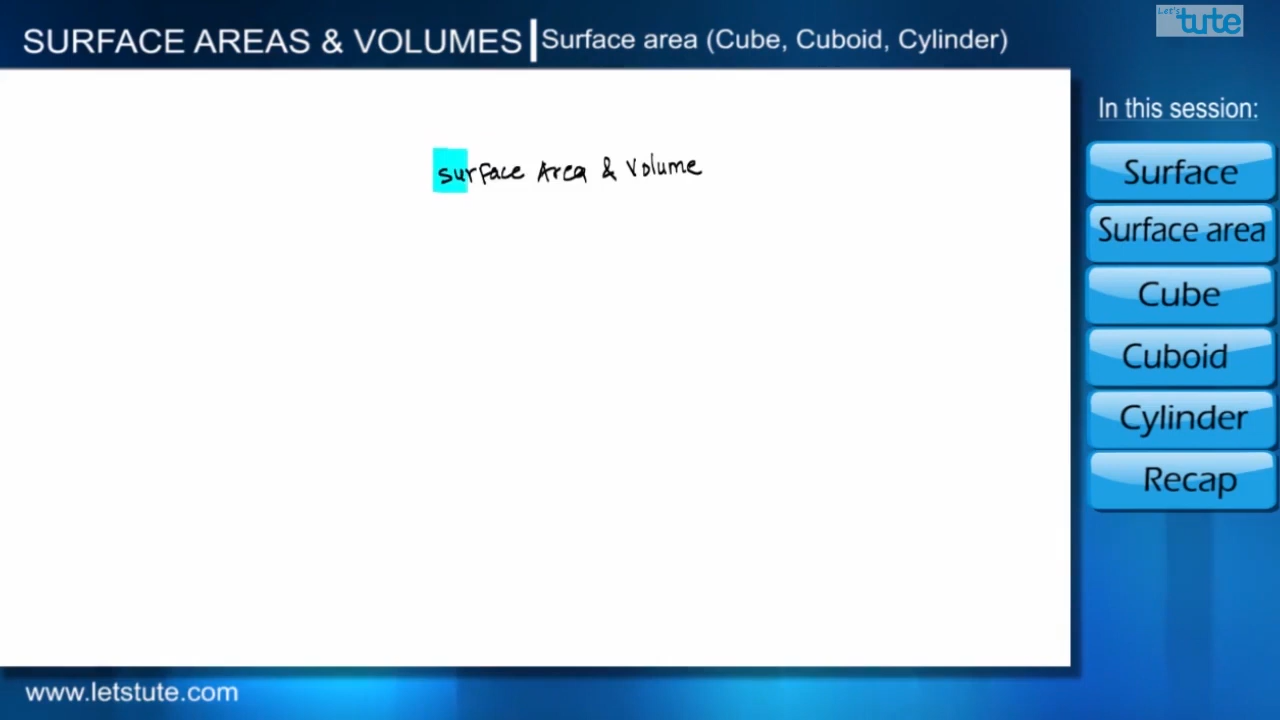 Let's tute
SURFACE AREAS & VOLUMES Surface area (Cube, Cuboid, Cylinder)
In this session:
Surface Area & Volume
Surface
Surface area
Cube
Cuboid
Cylinder
Recap
www.letstute.com